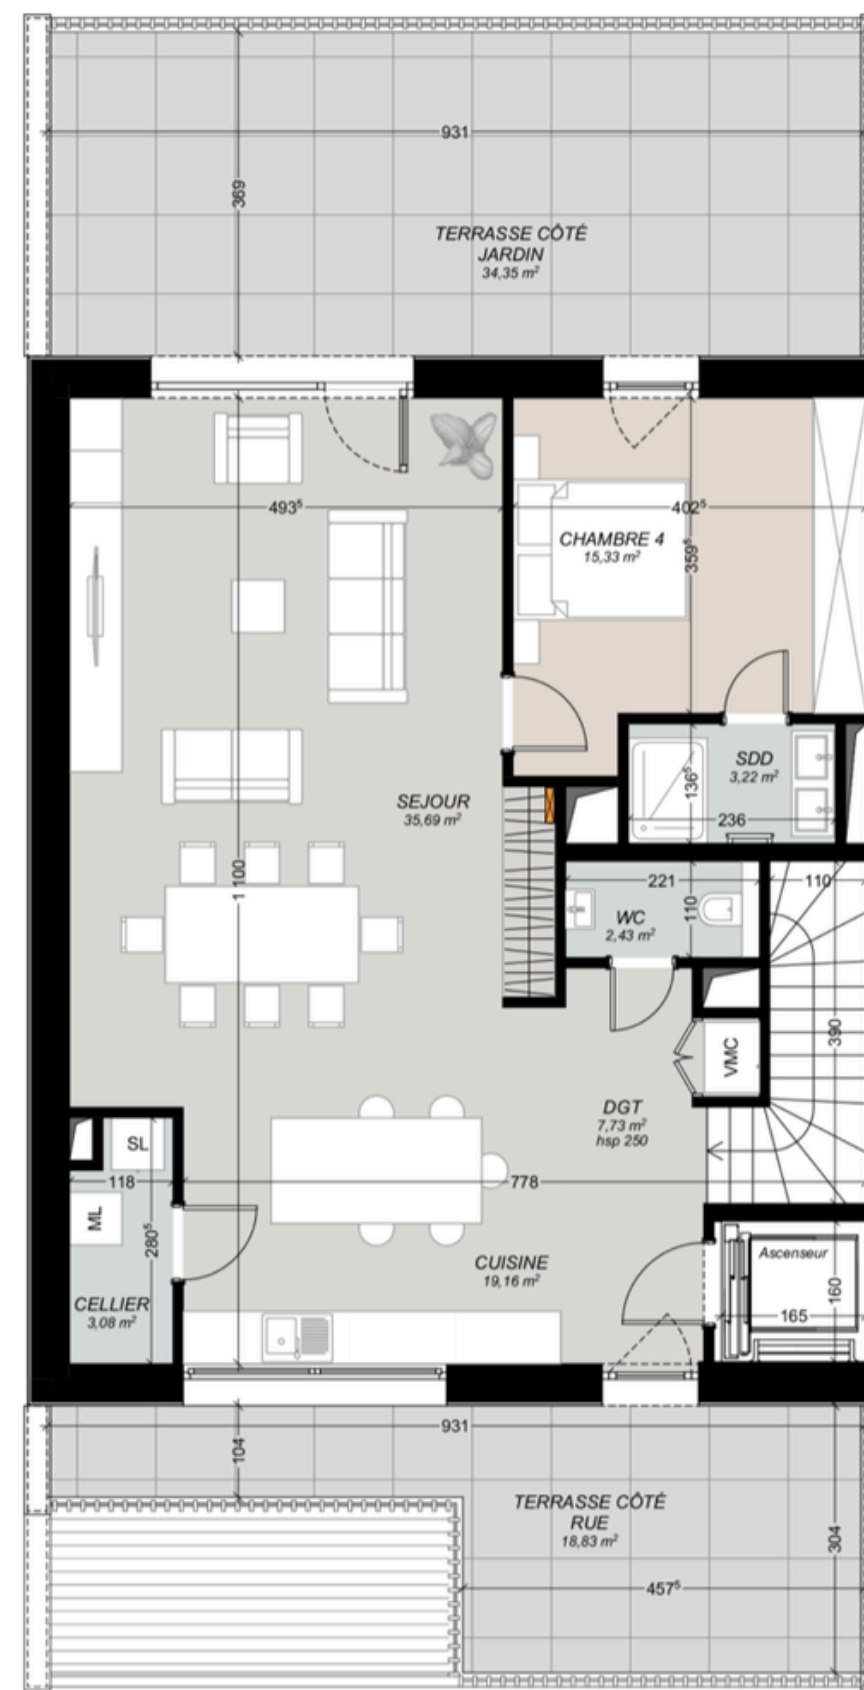 931
369
TERRASSE CÔTÉ
JARDIN
34,35 m²
493⁵
402⁵
CHAMBRE 4
15,33 m²
359⁵
SDD
3,22 m²
136⁵
236
SEJOUR
35,69 m²
1 100
221
110
WC
2,43 m²
110
390
VMC
DGT
7,73 m²
hsp 250
SL
118
778
ML
280⁵
CUISINE
19,16 m²
Ascenseur
160
165
CELLIER
3,08 m²
931
104
TERRASSE CÔTÉ
RUE
18,83 m²
304
457⁵